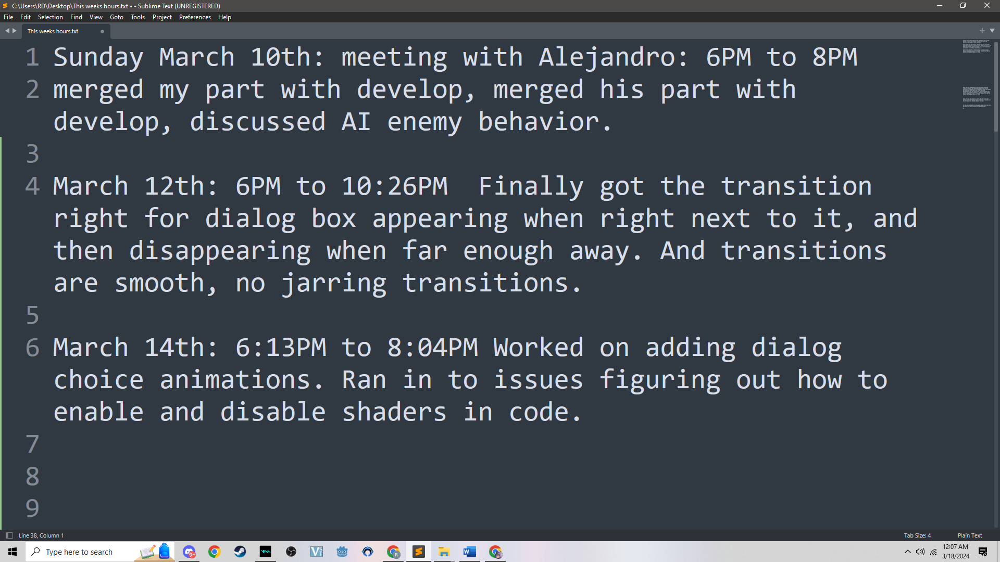 C:\Users\RD\Desktop\This weeks hours.txt • - Sublime Text (UNREGISTERED)
File Edit Selection Find View Goto Tools Project Preferences Help
This weeks hours.txt
1 Sunday March 10th: meeting with Alejandro: 6PM to 8PM
2 merged my part with develop, merged his part with
develop, discussed AI enemy behavior.
3
4 March 12th: 6PM to 10:26PM  Finally got the transition
right for dialog box appearing when right next to it, and
then disappearing when far enough away. And transitions
are smooth, no jarring transitions.
5
6 March 14th: 6:13PM to 8:04PM Worked on adding dialog
choice animations. Ran in to issues figuring out how to
enable and disable shaders in code.
7
8
9
Line 38, Column 1 Tab Size: 4 Plain Text
Type here to search 9+ R W 12:07 AM
3/18/2024